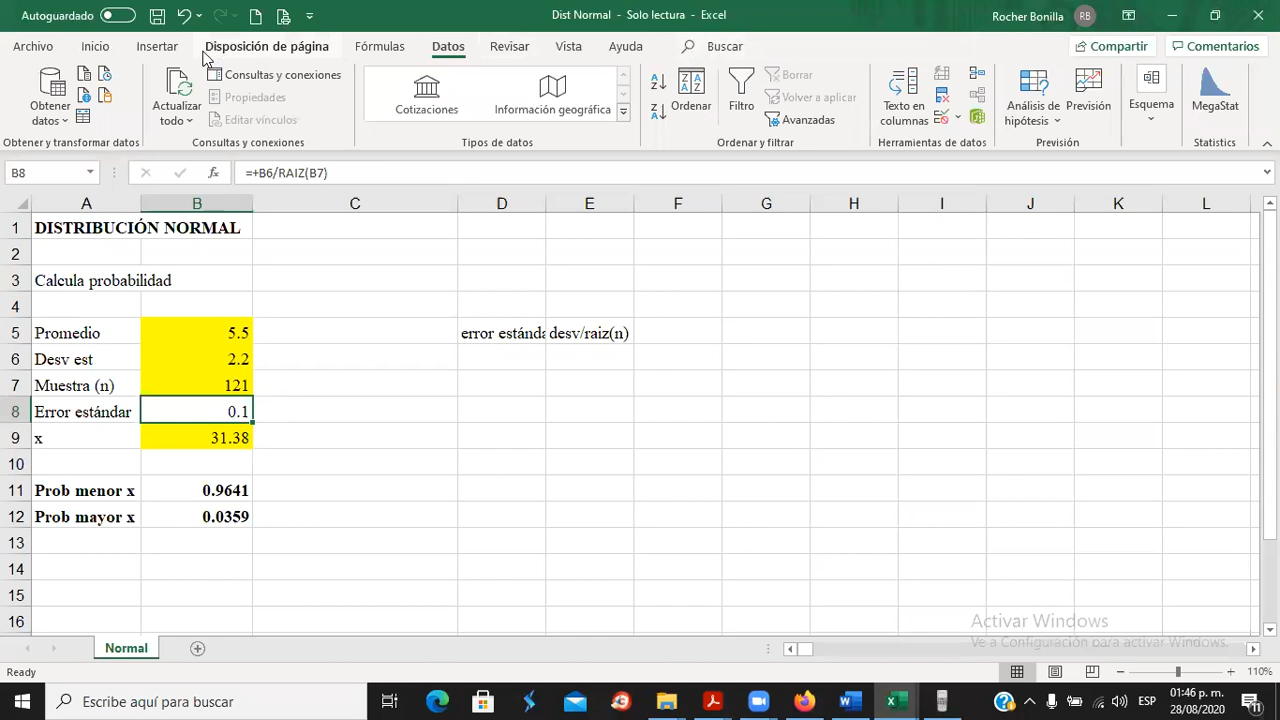 Autoguardado
Dist Normal - Solo lectura - Excel
Rocher Bonilla RB
Archivo Inicio Insertar Disposición de página Fórmulas Datos Revisar Vista Ayuda Buscar Compartir Comentarios
Obtener datos
Actualizar todo
Consultas y conexiones
Propiedades
Editar vínculos
Cotizaciones
Información geográfica
Ordenar
Filtro
Borrar
Volver a aplicar
Avanzadas
Texto en columnas
Análisis de hipótesis
Previsión
Esquema
MegaStat
Obtener y transformar datos Consultas y conexiones Tipos de datos Ordenar y filtrar Herramientas de datos Previsión Statistics
B8 fx =+B6/RAIZ(B7)
A B C D E F G H I J K L
1 DISTRIBUCIÓN NORMAL
2
3 Calcula probabilidad
4
5 Promedio 5.5 error estánda desv/raiz(n)
6 Desv est 2.2
7 Muestra (n) 121
8 Error estándar 0.1
9 x 31.38
10
11 Prob menor x 0.9641
12 Prob mayor x 0.0359
13
14
15
16
Activar Windows
Ve a Configuración para activar Windows.
Normal
Ready
110%
Escribe aquí para buscar
ESP
01:46 p. m.
28/08/2020
11